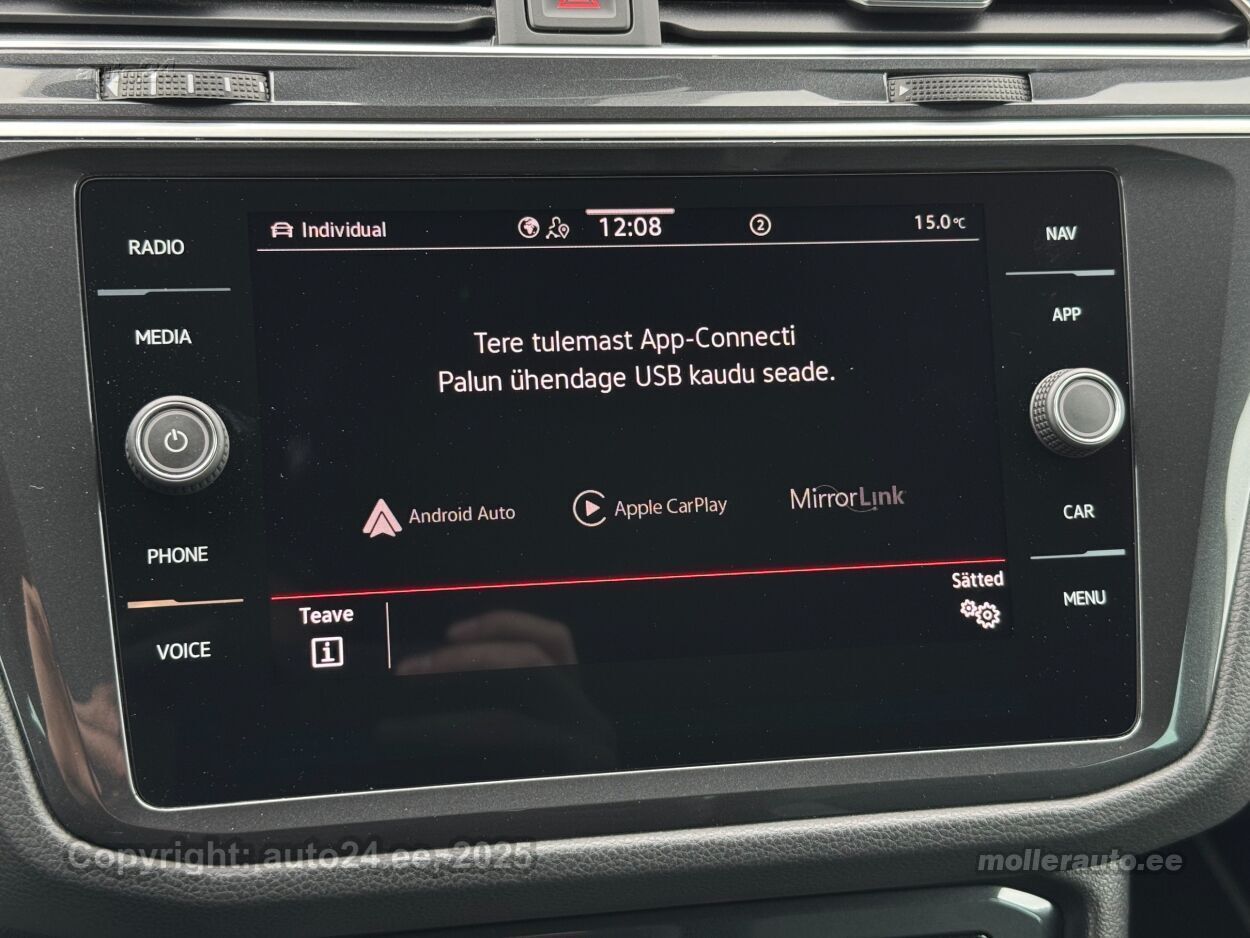 auto24
Individual
12:08
2
15.0°C
RADIO
MEDIA
PHONE
VOICE
Tere tulemast App-Connecti
Palun ühendage USB kaudu seade.
Android Auto
Apple CarPlay
MirrorLink
Teave
i
Sätted
NAV
APP
CAR
MENU
Copyright: auto24.ee, 2025
mollerauto.ee